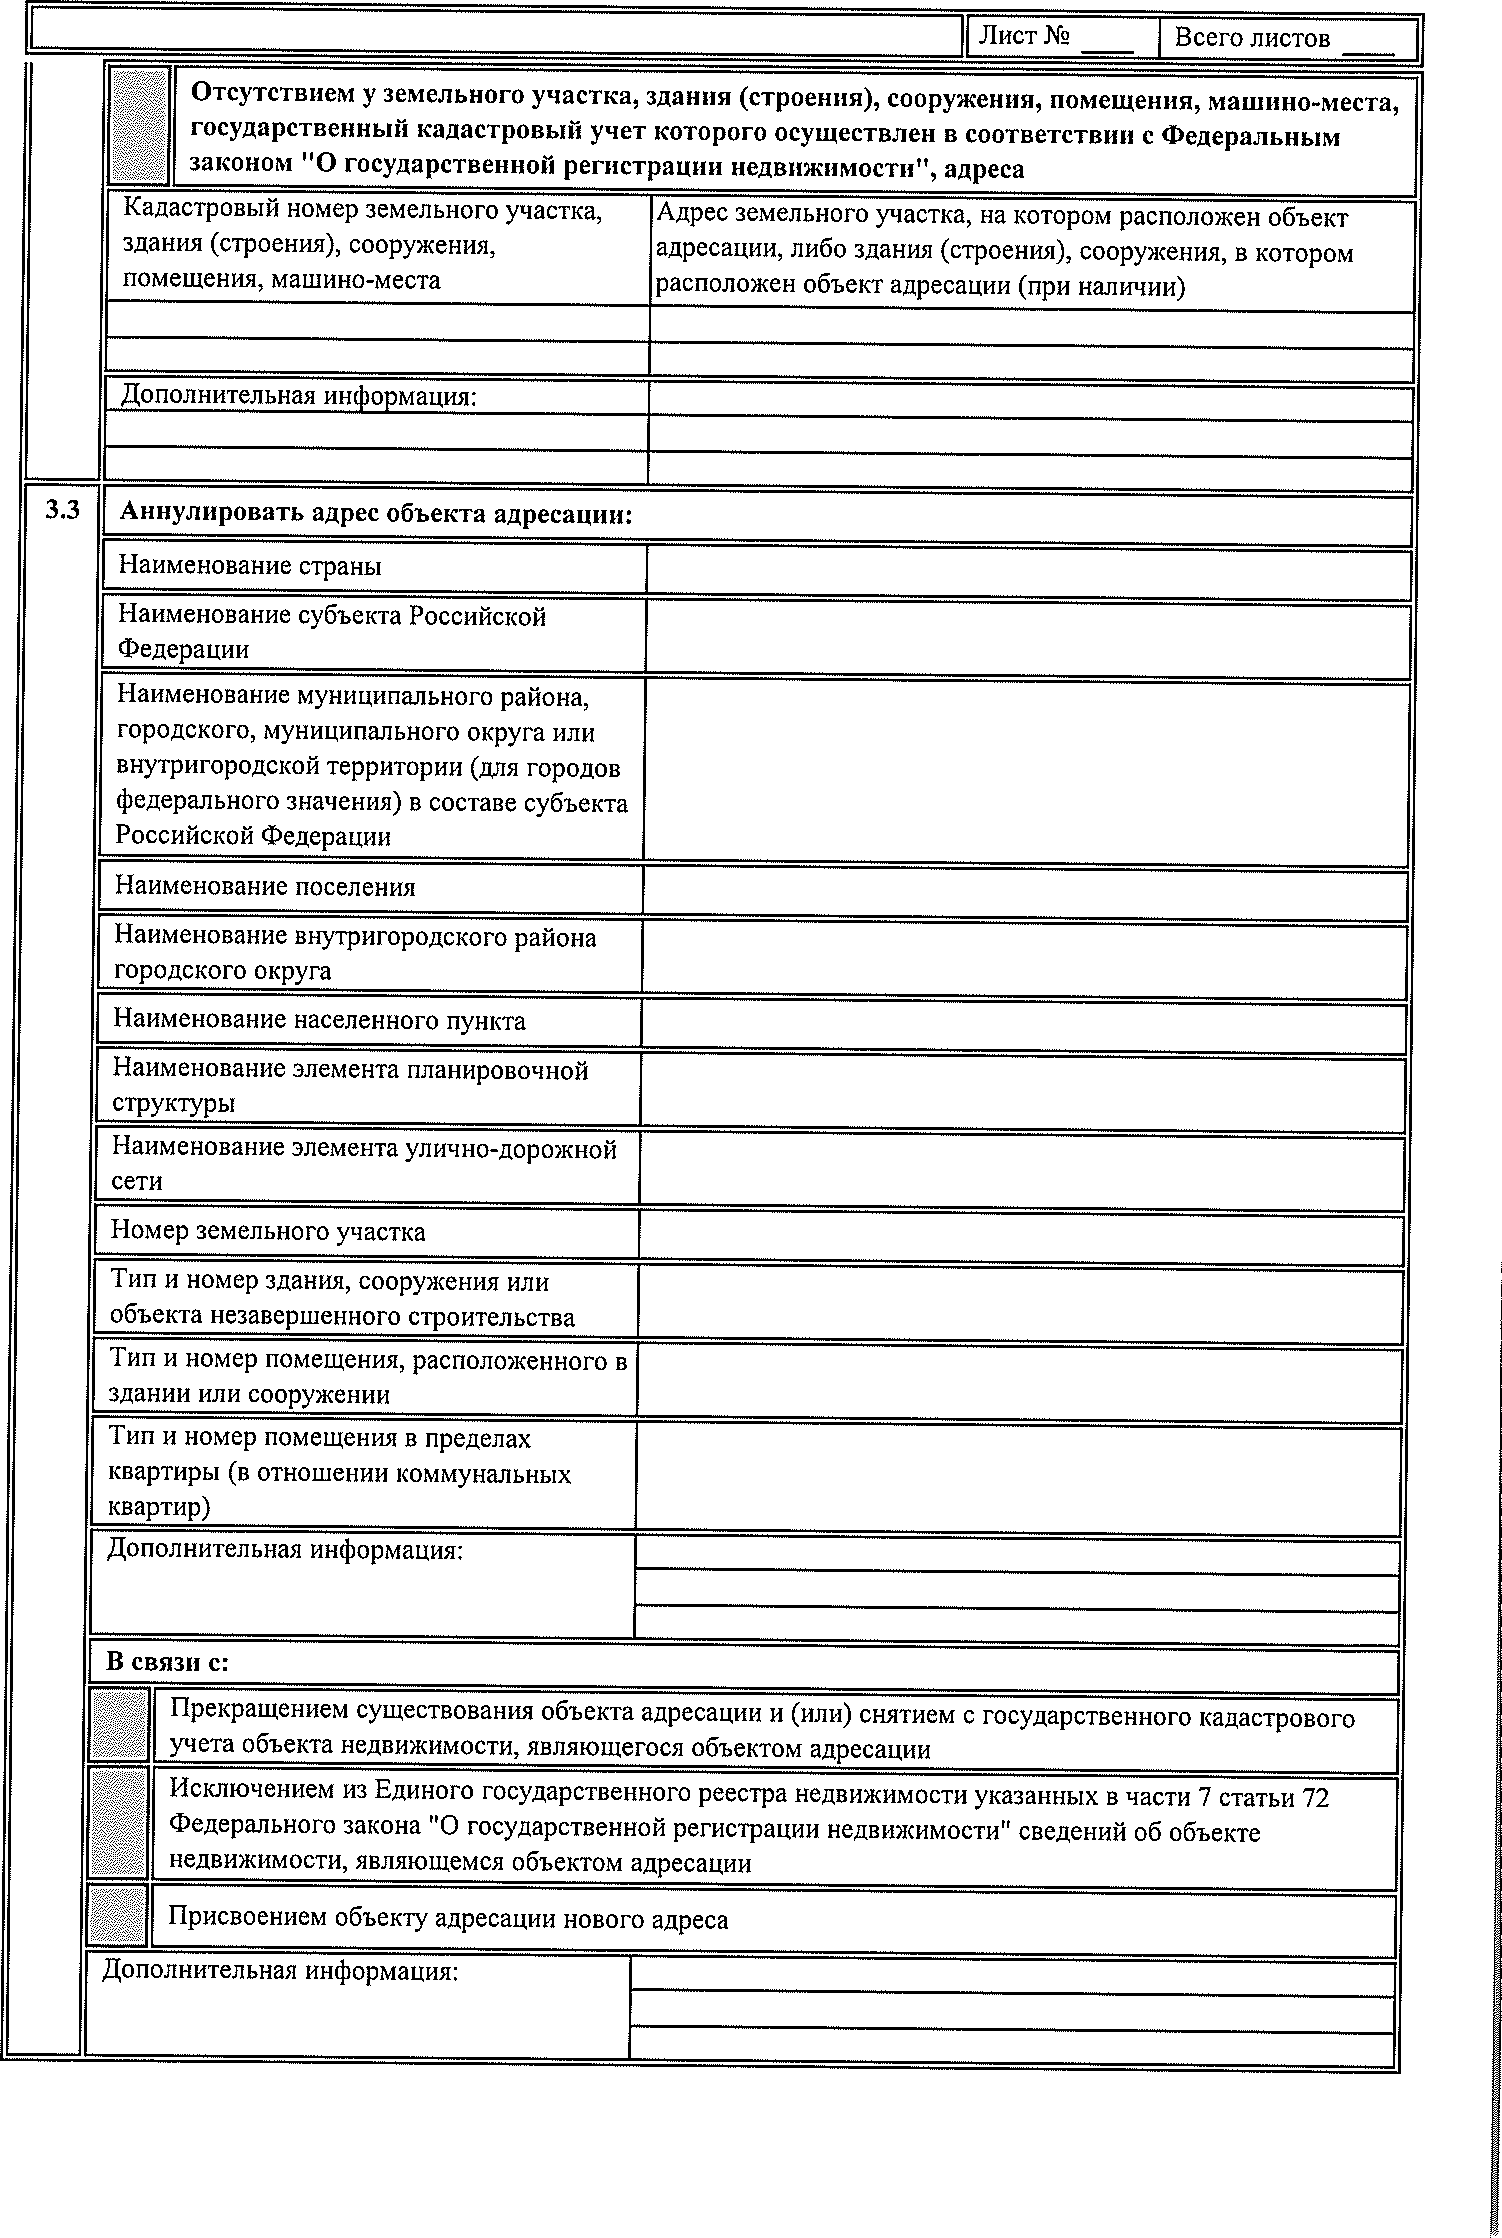 Лист № ____ Всего листов ____
Отсутствием у земельного участка, здания (строения), сооружения, помещения, машино-места,
государственный кадастровый учет которого осуществлен в соответствии с Федеральным
законом "О государственной регистрации недвижимости", адреса
Кадастровый номер земельного участка,
здания (строения), сооружения,
помещения, машино-места
Адрес земельного участка, на котором расположен объект
адресации, либо здания (строения), сооружения, в котором
расположен объект адресации (при наличии)
Дополнительная информация:
3.3 Аннулировать адрес объекта адресации:
Наименование страны
Наименование субъекта Российской
Федерации
Наименование муниципального района,
городского, муниципального округа или
внутригородской территории (для городов
федерального значения) в составе субъекта
Российской Федерации
Наименование поселения
Наименование внутригородского района
городского округа
Наименование населенного пункта
Наименование элемента планировочной
структуры
Наименование элемента улично-дорожной
сети
Номер земельного участка
Тип и номер здания, сооружения или
объекта незавершенного строительства
Тип и номер помещения, расположенного в
здании или сооружении
Тип и номер помещения в пределах
квартиры (в отношении коммунальных
квартир)
Дополнительная информация:
В связи с:
Прекращением существования объекта адресации и (или) снятием с государственного кадастрового
учета объекта недвижимости, являющегося объектом адресации
Исключением из Единого государственного реестра недвижимости указанных в части 7 статьи 72
Федерального закона "О государственной регистрации недвижимости" сведений об объекте
недвижимости, являющемся объектом адресации
Присвоением объекту адресации нового адреса
Дополнительная информация: